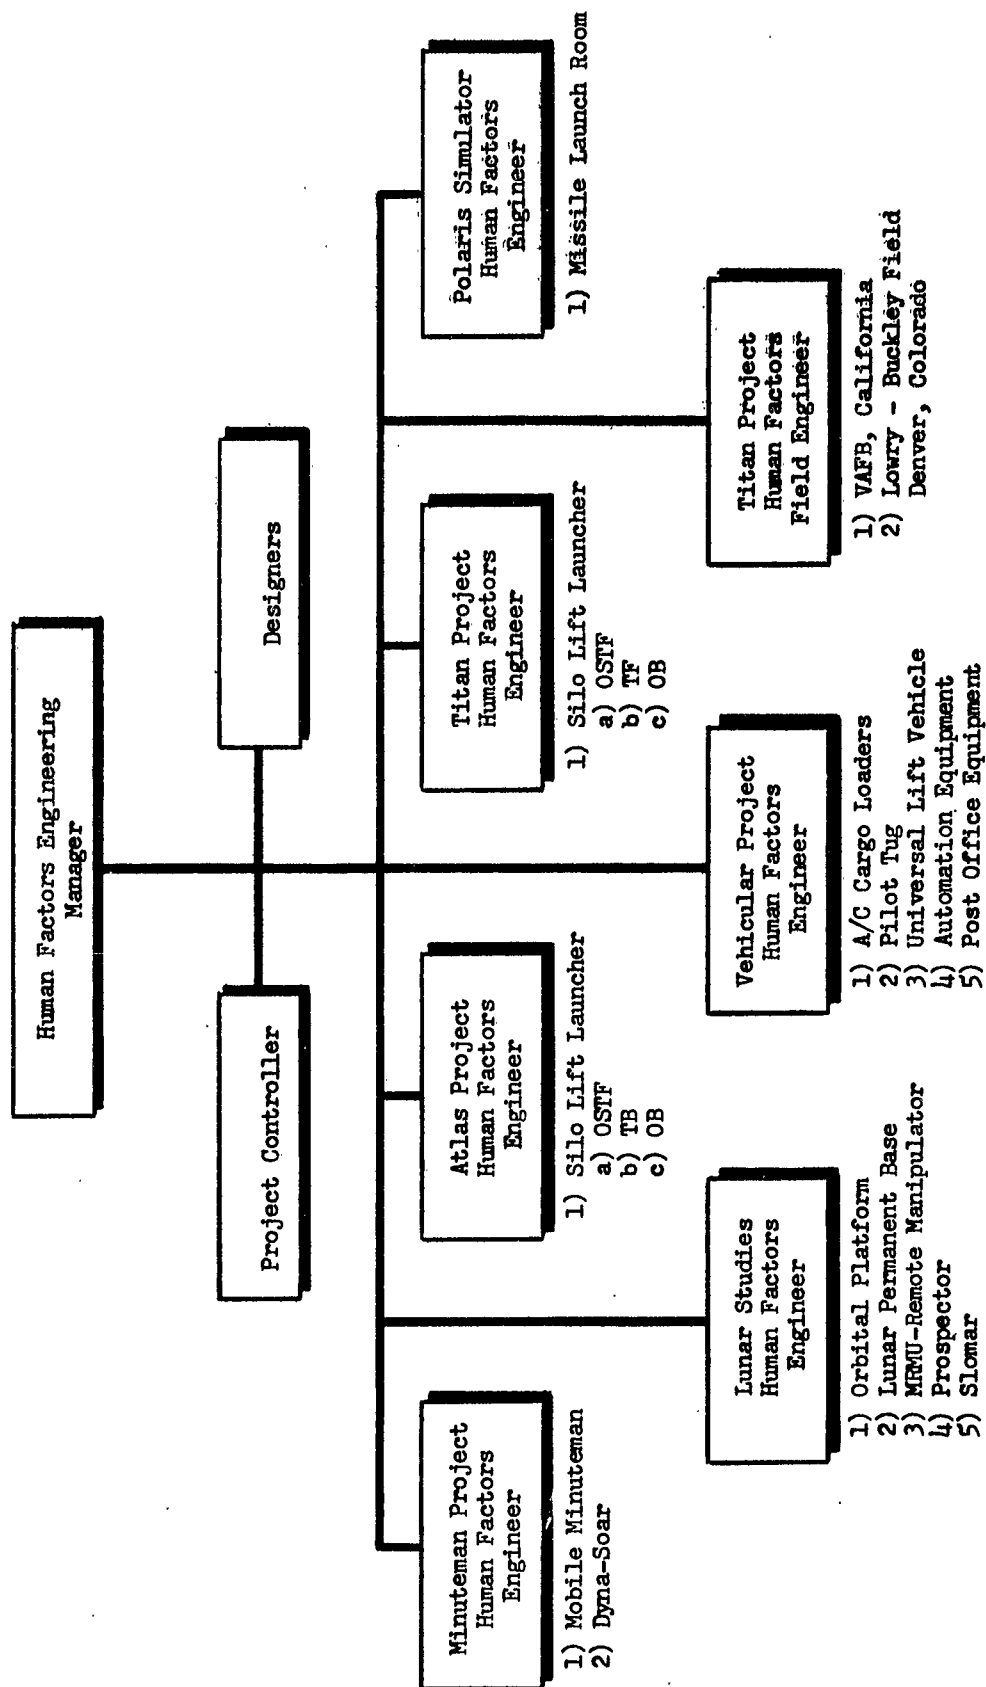 Human Factors Engineering
Manager
Project Controller
Designers
Minuteman Project
Human Factors
Engineer
1) Mobile Minuteman
2) Dyna-Soar
Atlas Project
Human Factors
Engineer
1) Silo Lift Launcher
a) OSTF
b) TB
c) OB
Titan Project
Human Factors
Engineer
1) Silo Lift Launcher
a) OSTF
b) TF
c) OB
Polaris Simulator
Human Factors
Engineer
1) Missile Launch Room
Lunar Studies
Human Factors
Engineer
1) Orbital Platform
2) Lunar Permanent Base
3) MRMU-Remote Manipulator
4) Prospector
5) Slomar
Vehicular Project
Human Factors
Engineer
1) A/C Cargo Loaders
2) Pilot Tug
3) Universal Lift Vehicle
4) Automation Equipment
5) Post Office Equipment
Titan Project
Human Factors
Field Engineer
1) VAFB, California
2) Lowry - Buckley Field
Denver, Colorado